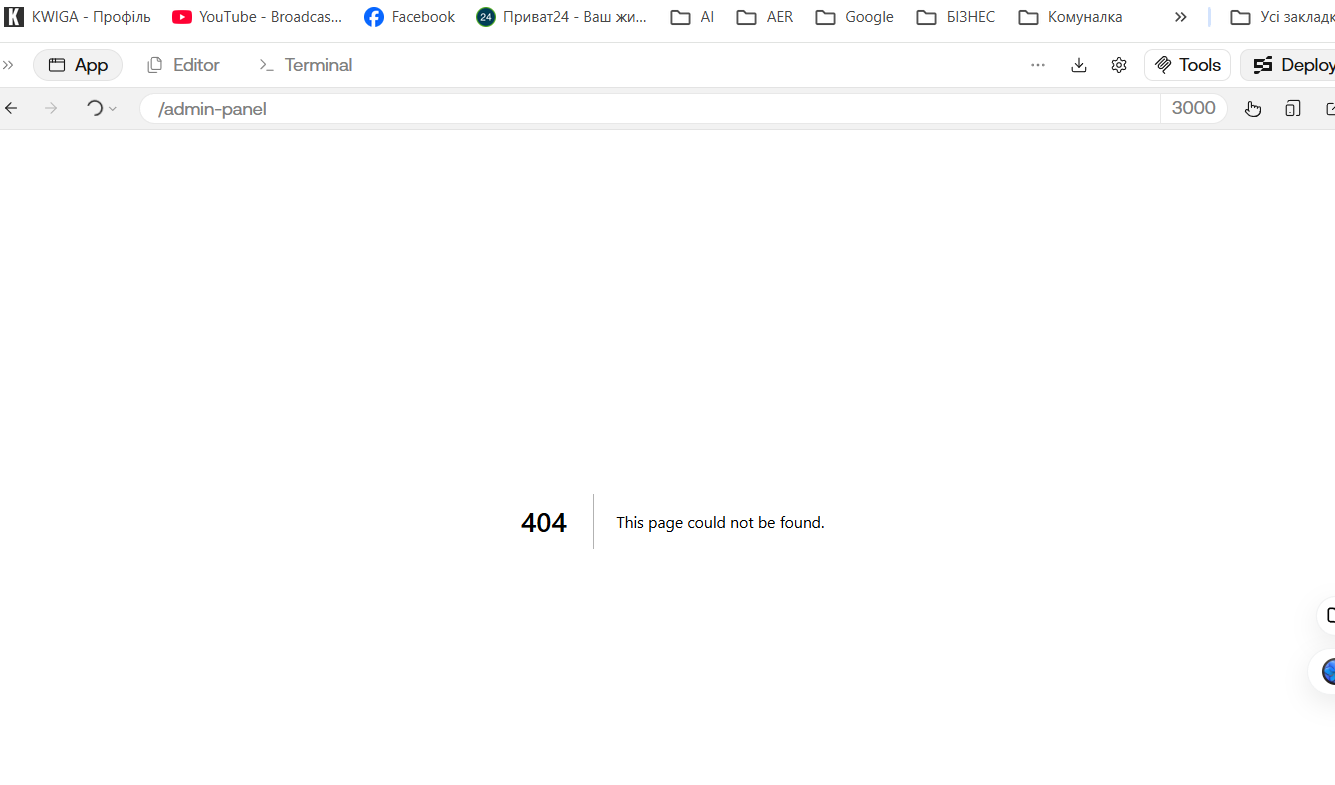 K KWIGA - Профіль YouTube - Broadcas... Facebook 24 Приват24 - Ваш жи... AI AER Google БІЗНЕС Комуналка » Усі закладк
» App Editor >_ Terminal ... Tools Deploy
/admin-panel 3000
404 This page could not be found.